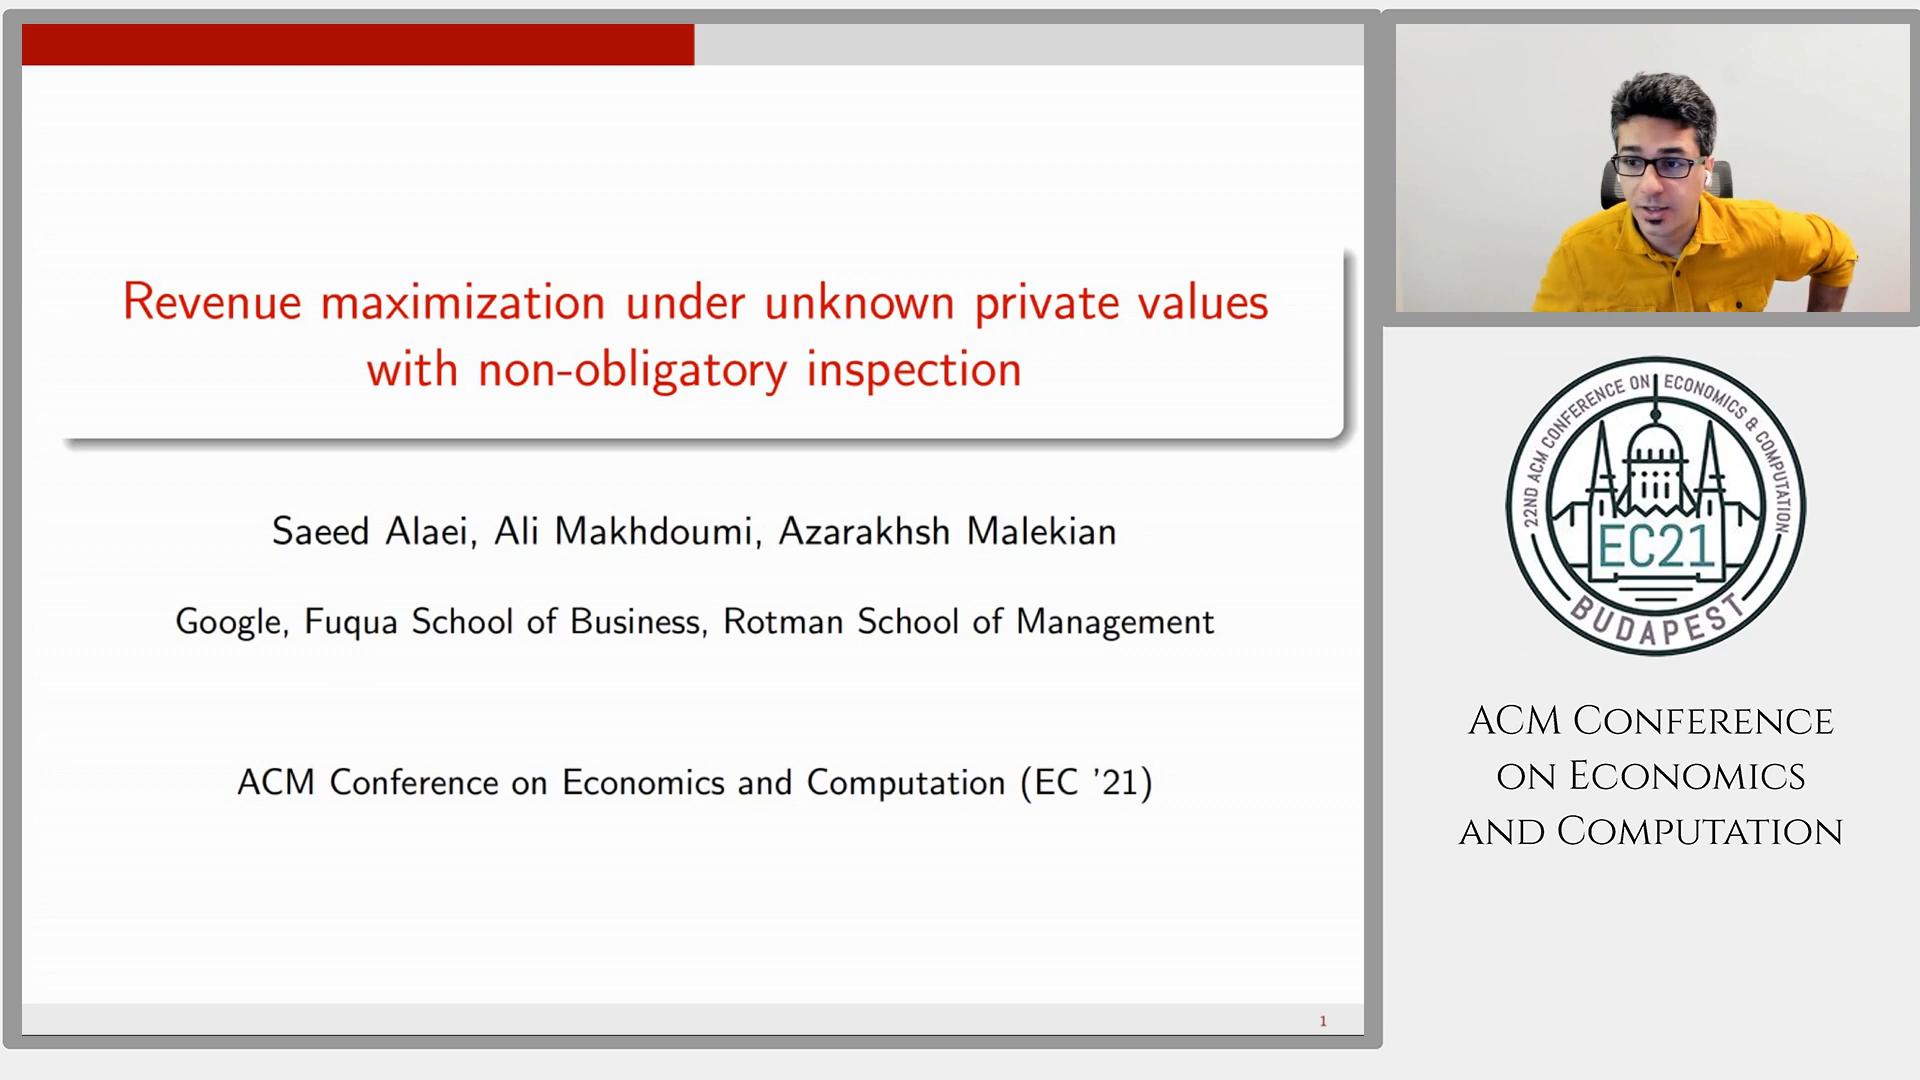 Revenue maximization under unknown private values
with non-obligatory inspection
Saeed Alaei, Ali Makhdoumi, Azarakhsh Malekian
Google, Fuqua School of Business, Rotman School of Management
ACM Conference on Economics and Computation (EC '21)
1
22ND ACM CONFERENCE ON ECONOMICS & COMPUTATION
EC21
BUDAPEST
ACM CONFERENCE
ON ECONOMICS
AND COMPUTATION